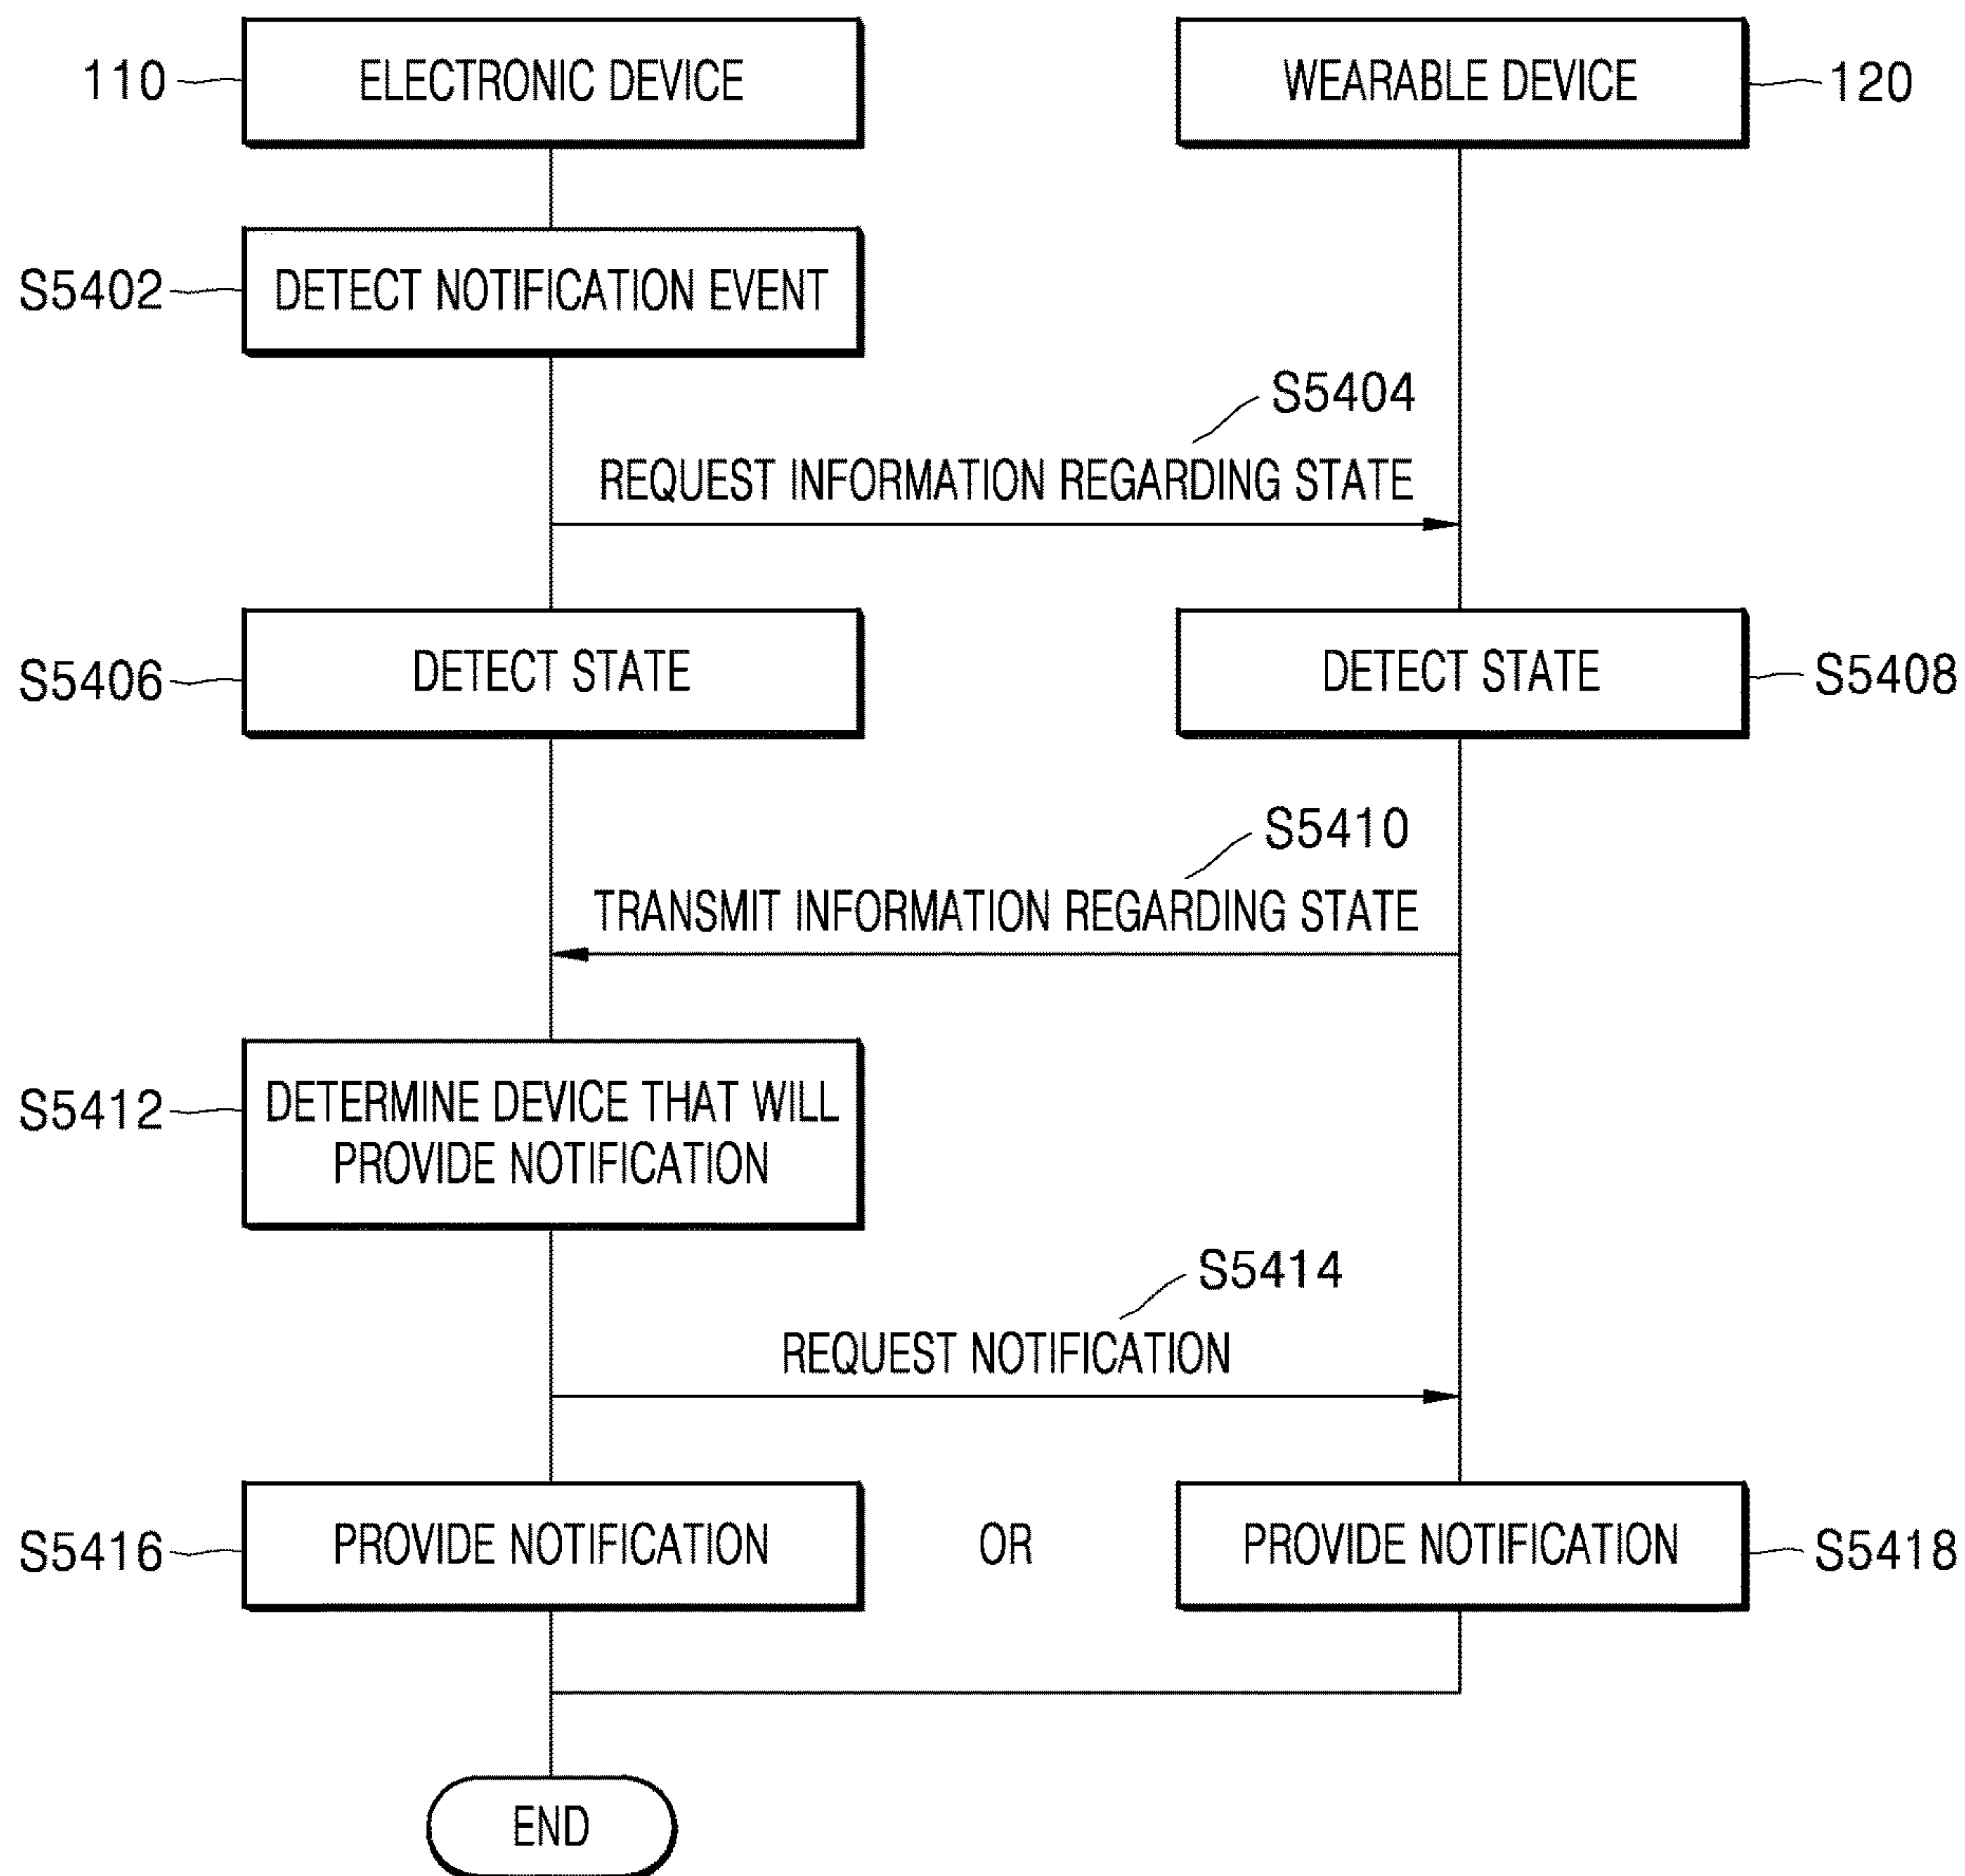 110
ELECTRONIC DEVICE
WEARABLE DEVICE
120
S5402
DETECT NOTIFICATION EVENT
S5404
REQUEST INFORMATION REGARDING STATE
S5406
DETECT STATE
DETECT STATE
S5408
S5410
TRANSMIT INFORMATION REGARDING STATE
S5412
DETERMINE DEVICE THAT WILL
PROVIDE NOTIFICATION
S5414
REQUEST NOTIFICATION
S5416
PROVIDE NOTIFICATION
OR
PROVIDE NOTIFICATION
S5418
END